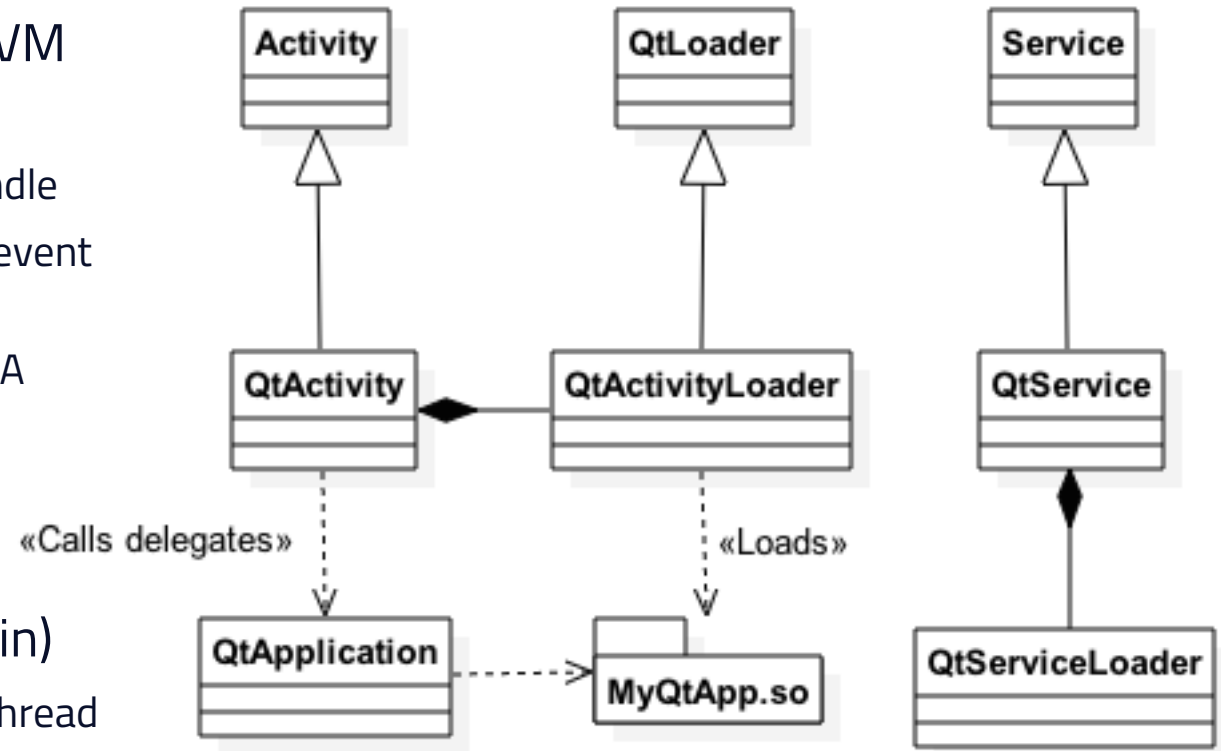 VM
ndle
event
A
in)
hread
Activity
QtLoader
Service
QtActivity
QtActivityLoader
QtService
«Calls delegates»
«Loads»
QtApplication
MyQtApp.so
QtServiceLoader